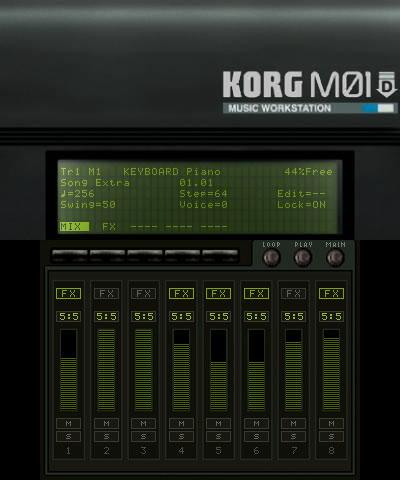 KORG M01D
MUSIC WORKSTATION
Tr1 M1 KEYBOARD Piano 44%Free
Song Extra 01.01
♩=256 Step=64 Edit=--
Swing=50 Voice=0 Lock=ON
MIX FX ---- ---- ----
LOOP PLAY MAIN
FX FX FX FX FX FX FX FX
5:5 5:5 5:5 5:5 5:5 5:5 5:5 5:5
M M M M M M M M
S S S S S S S S
1 2 3 4 5 6 7 8